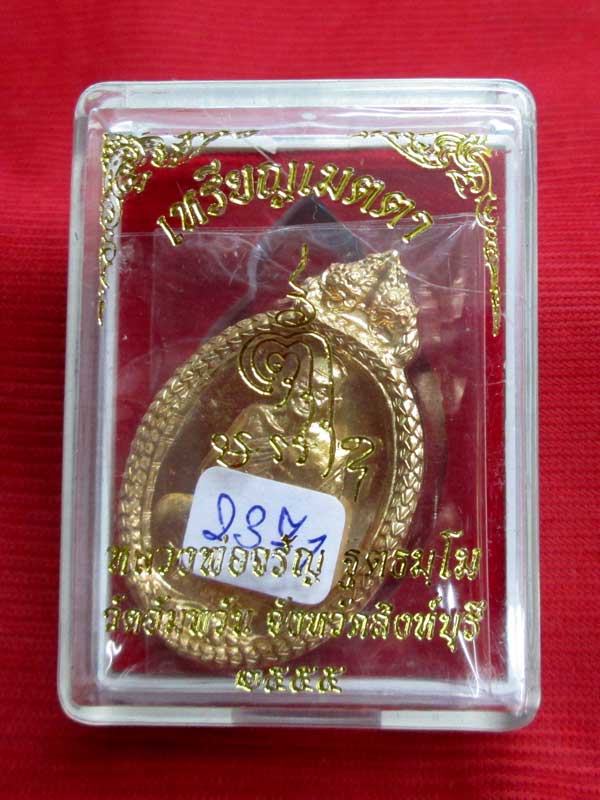 เหรียญเมตตา
หลวงพ่อจรัญ ฐิตธมฺโม
วัดอัมพวัน จังหวัดสิงห์บุรี
๒๕๕๕